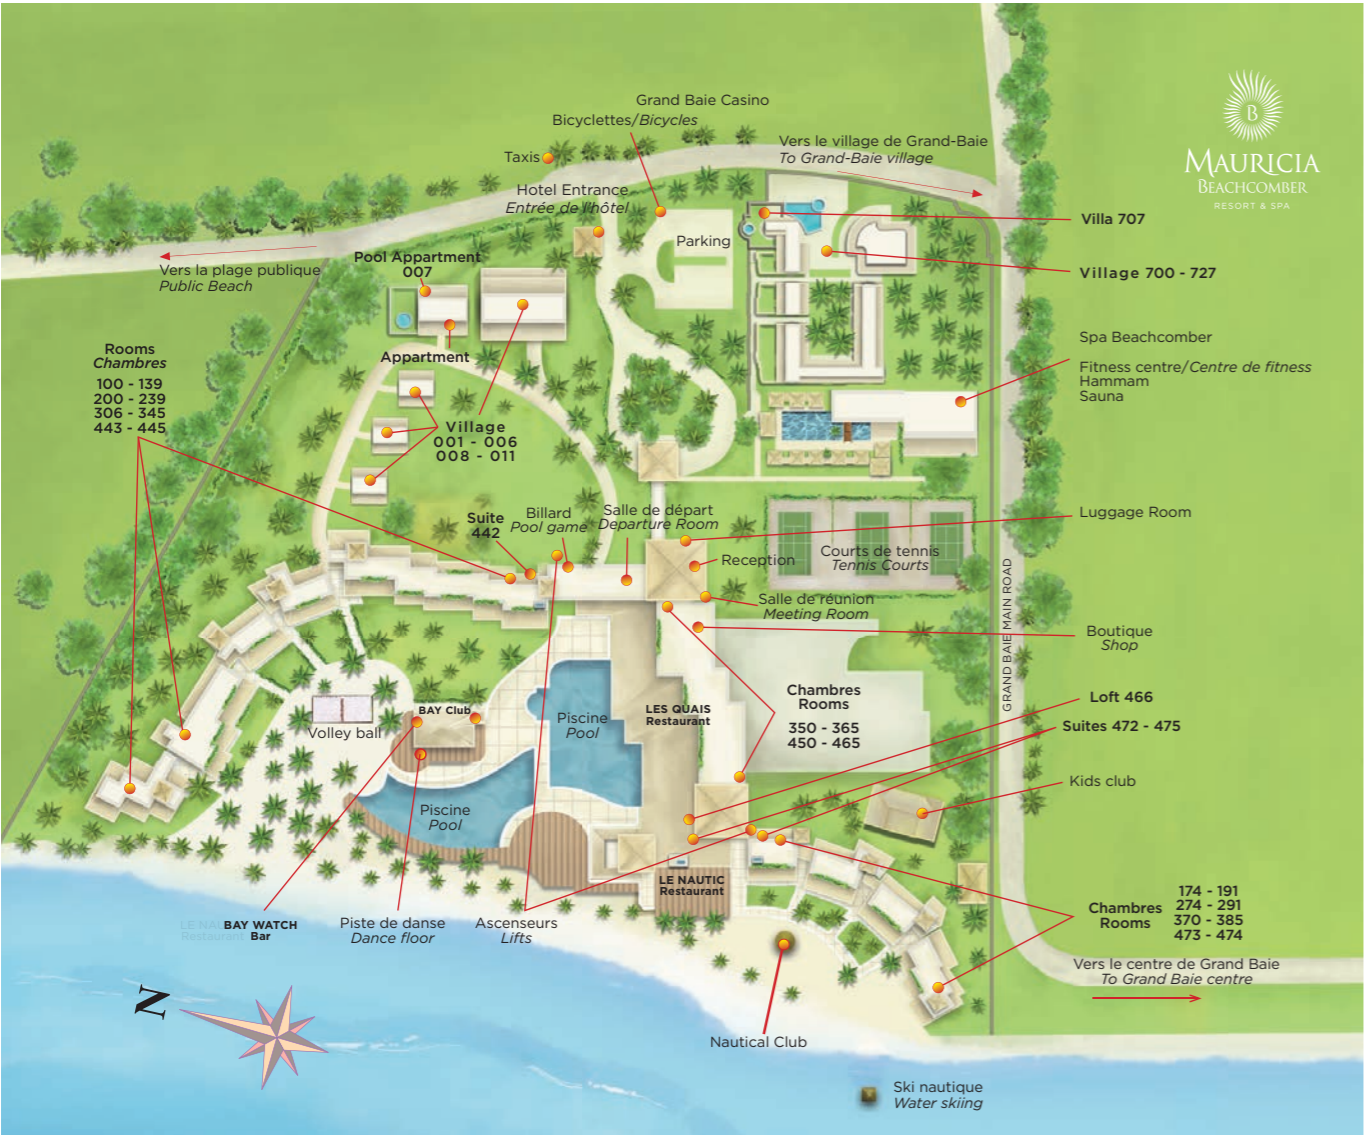 Grand Baie Casino
Bicyclettes/Bicycles
Taxis
Vers le village de Grand-Baie
To Grand-Baie village
B
MAURICIA
BEACHCOMBER
RESORT & SPA
Hotel Entrance
Entrée de l'hôtel
Parking
Villa 707
Village 700 - 727
Vers la plage publique
Public Beach
Pool Appartment
007
Appartment
Rooms
Chambres
100 - 139
200 - 239
306 - 345
443 - 445
Village
001 - 006
008 - 011
Spa Beachcomber
Fitness centre/Centre de fitness
Hammam
Sauna
Suite
442
Billard
Pool game
Salle de départ
Departure Room
Luggage Room
Reception
Courts de tennis
Tennis Courts
Salle de réunion
Meeting Room
GRAND BAIE MAIN ROAD
Boutique
Shop
Volley ball
BAY Club
Piscine
Pool
LES QUAIS
Restaurant
Chambres
Rooms
350 - 365
450 - 465
Loft 466
Suites 472 - 475
Kids club
Piscine
Pool
LE NAUTIC
Restaurant
BAY WATCH
Bar
Piste de danse
Dance floor
Ascenseurs
Lifts
Chambres
Rooms
174 - 191
274 - 291
370 - 385
473 - 474
Vers le centre de Grand Baie
To Grand Baie centre
N
Nautical Club
Ski nautique
Water skiing